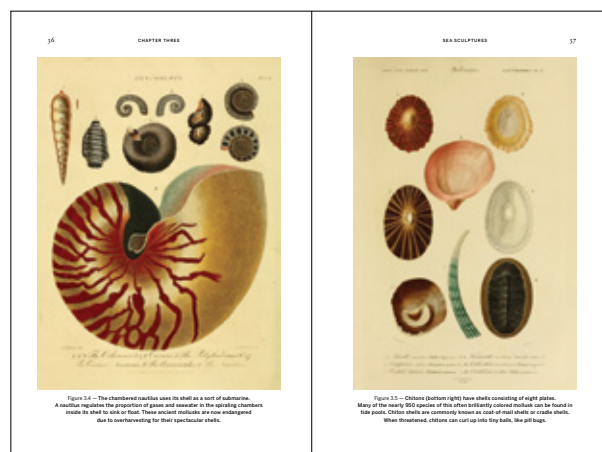 36
CHAPTER THREE
Figure 3.4 — The chambered nautilus uses its shell as a sort of submarine.
A nautilus regulates the proportion of gases and seawater in the spiraling chambers
inside its shell to sink or float. These ancient mollusks are now endangered
due to overharvesting for their spectacular shells.
SEA SCULPTURES
37
Figure 3.5 — Chitons (bottom right) have shells consisting of eight plates.
Many of the nearly 950 species of this often brilliantly colored mollusk can be found in
tide pools. Chiton shells are commonly known as coat-of-mail shells or cradle shells.
When threatened, chitons can curl up into tiny balls, like pill bugs.